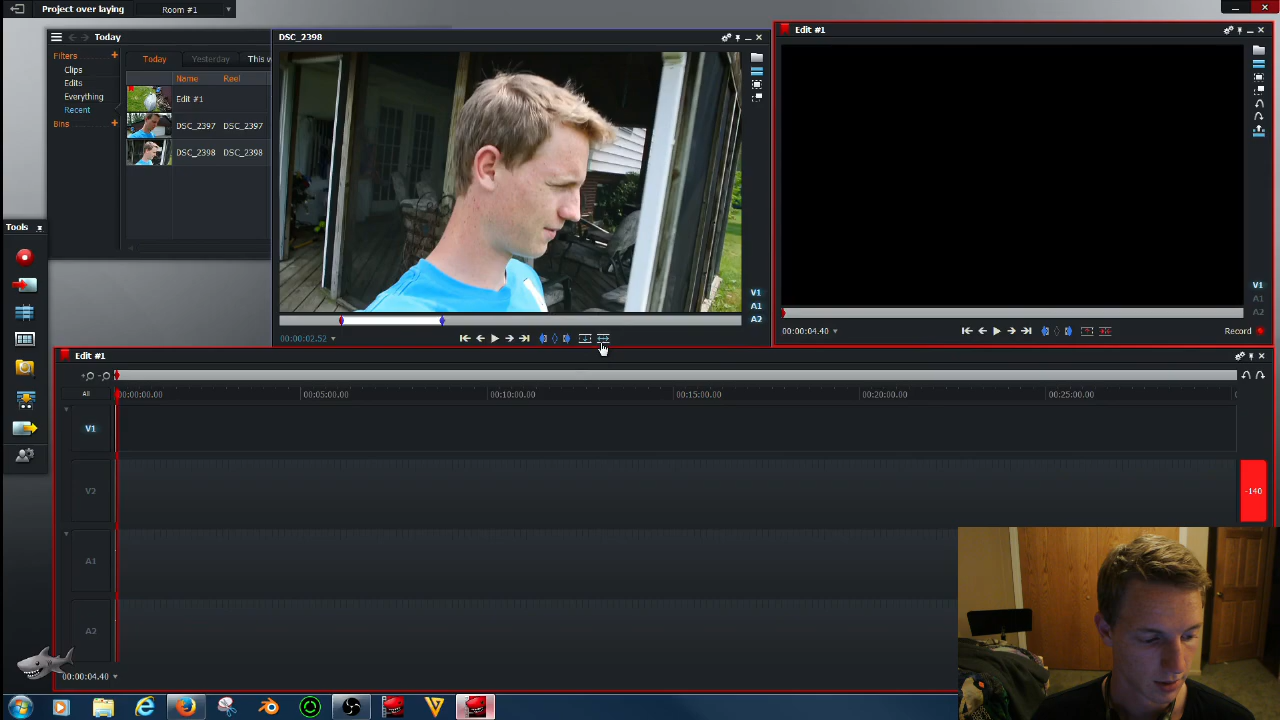 Project over laying
Room #1
Today
Filters
Clips
Edits
Everything
Recent
Bins
Today Yesterday This v
Name Reel
Edit #1
DSC_2397 DSC_2397
DSC_2398 DSC_2398
Tools
DSC_2398
V1
A1
A2
00:00:02.52
Edit #1
V1
A1
A2
00:00:04.40
Record
Edit #1
All
00:00:00.00 00:05:00.00 00:10:00.00 00:15:00.00 00:20:00.00 00:25:00.00
V1
V2
-140
A1
A2
00:00:04.40